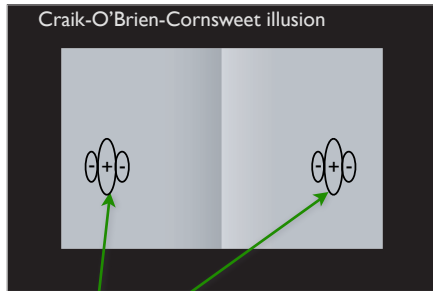 Craik-O'Brien-Cornsweet illusion
- + - - + -